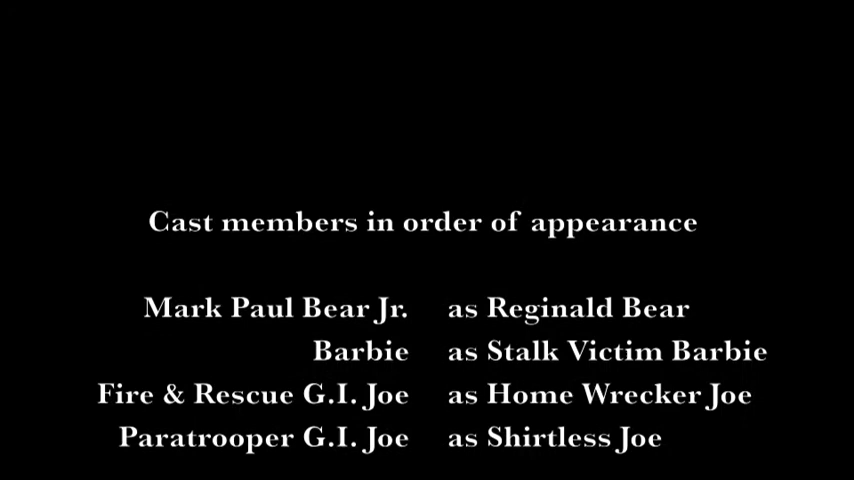 Cast members in order of appearance
Mark Paul Bear Jr. as Reginald Bear
Barbie as Stalk Victim Barbie
Fire & Rescue G.I. Joe as Home Wrecker Joe
Paratrooper G.I. Joe as Shirtless Joe